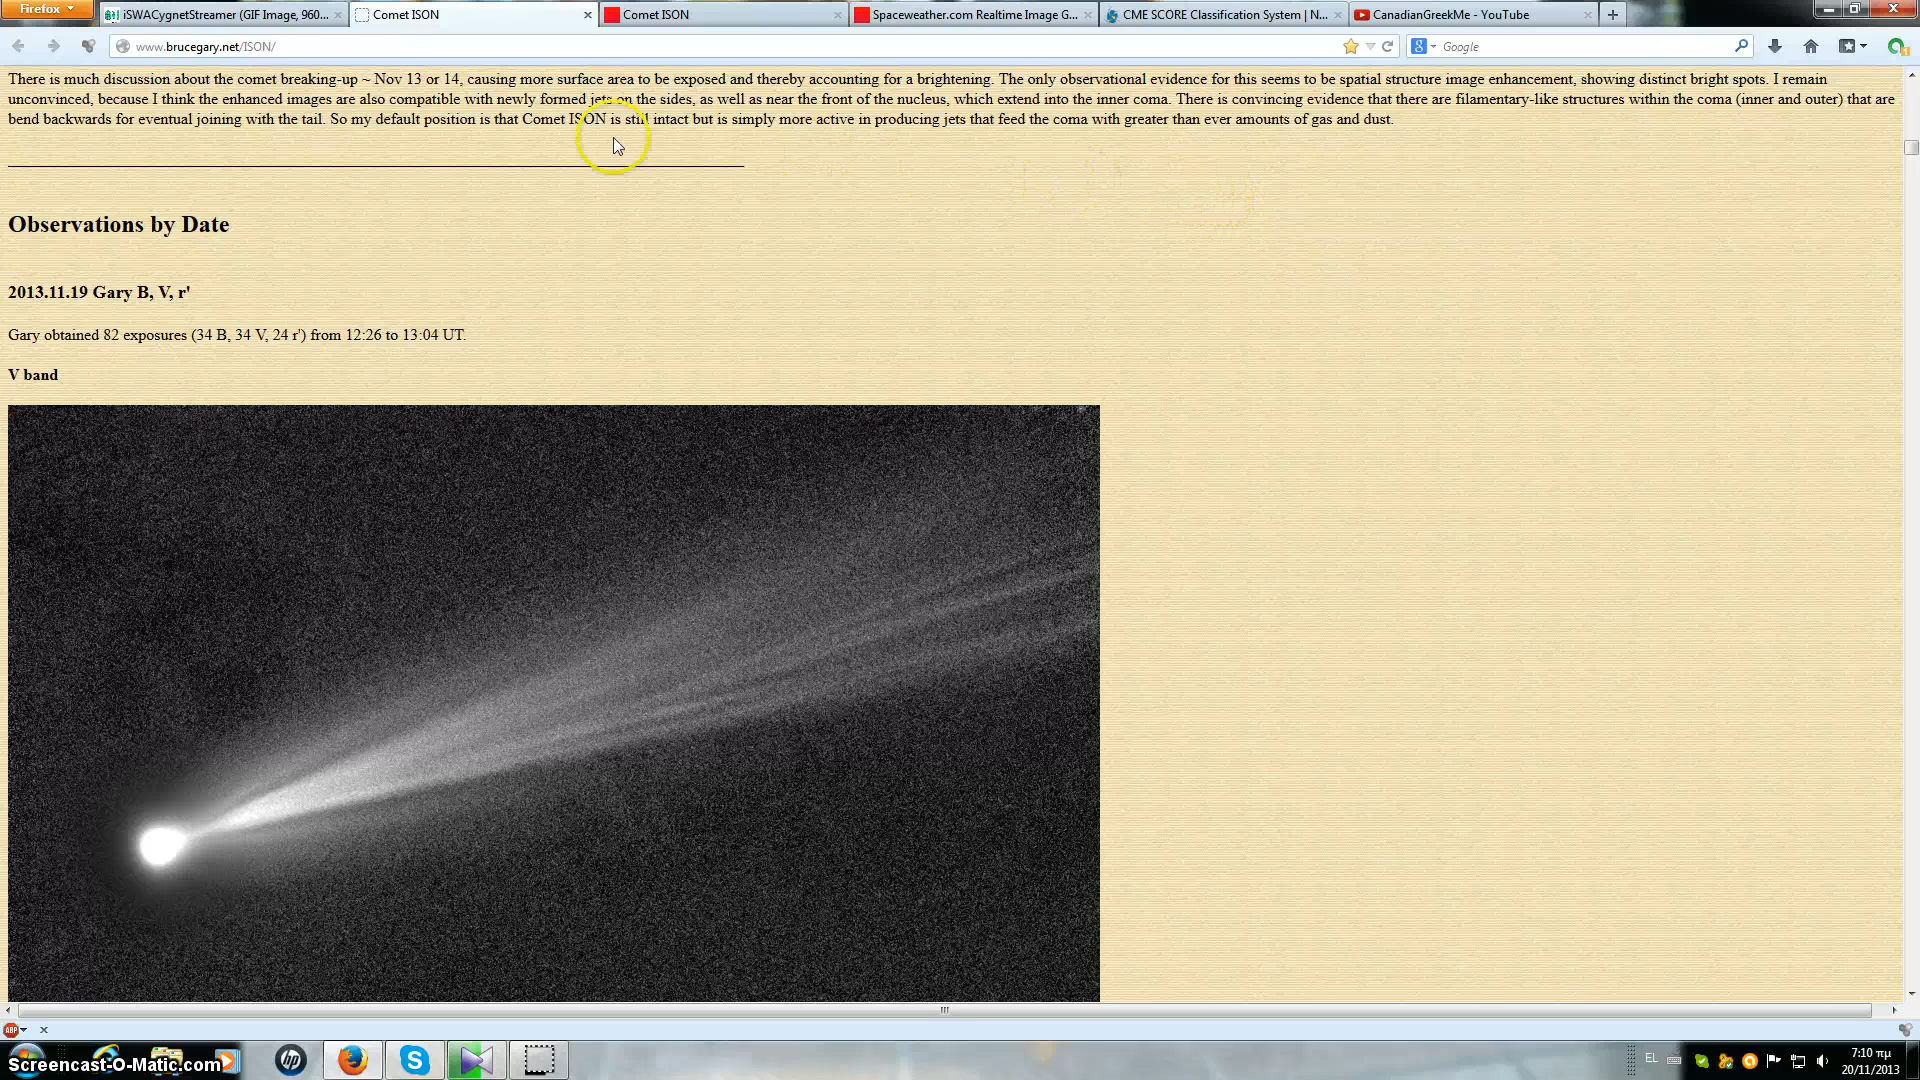 Firefox
iSWACygnetStreamer (GIF Image, 960...
Comet ISON
Comet ISON
Spaceweather.com Realtime Image G...
CME SCORE Classification System | N...
CanadianGreekMe - YouTube
www.brucegary.net/ISON/
Google
There is much discussion about the comet breaking-up ~ Nov 13 or 14, causing more surface area to be exposed and thereby accounting for a brightening. The only observational evidence for this seems to be spatial structure image enhancement, showing distinct bright spots. I remain
unconvinced, because I think the enhanced images are also compatible with newly formed jets on the sides, as well as near the front of the nucleus, which extend into the inner coma. There is convincing evidence that there are filamentary-like structures within the coma (inner and outer) that are
bend backwards for eventual joining with the tail. So my default position is that Comet ISON is still intact but is simply more active in producing jets that feed the coma with greater than ever amounts of gas and dust.
Observations by Date
2013.11.19 Gary B, V, r'
Gary obtained 82 exposures (34 B, 34 V, 24 r') from 12:26 to 13:04 UT.
V band
ABP
hp
EL
7:10 πμ
20/11/2013
Screencast-O-Matic.com